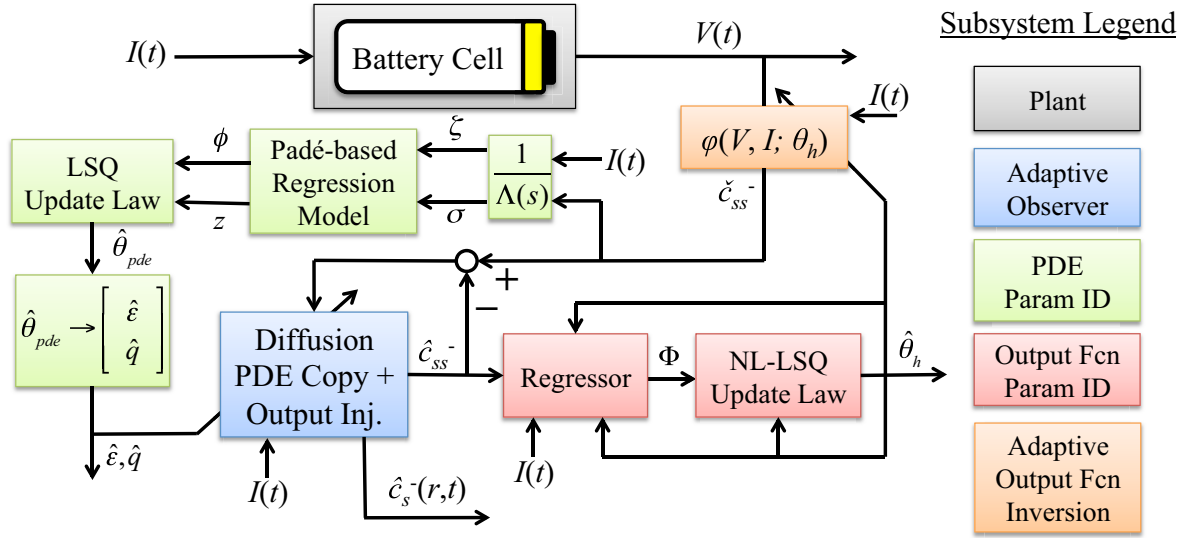 Subsystem Legend
I(t)
Battery Cell
V(t)
Plant
I(t)
φ(V, I; θ_h)
LSQ
Update Law
ϕ
z
Padé-based
Regression
Model
ζ
σ
1
Λ(s)
I(t)
č_ss^-
Adaptive
Observer
θ̂_pde
θ̂_pde → [ε̂ q̂]
+
−
PDE
Param ID
Diffusion
PDE Copy +
Output Inj.
ĉ_ss^-
Regressor
Φ
NL-LSQ
Update Law
θ̂_h
Output Fcn
Param ID
ε̂,q̂
I(t)
ĉ_s^-(r,t)
I(t)
Adaptive
Output Fcn
Inversion